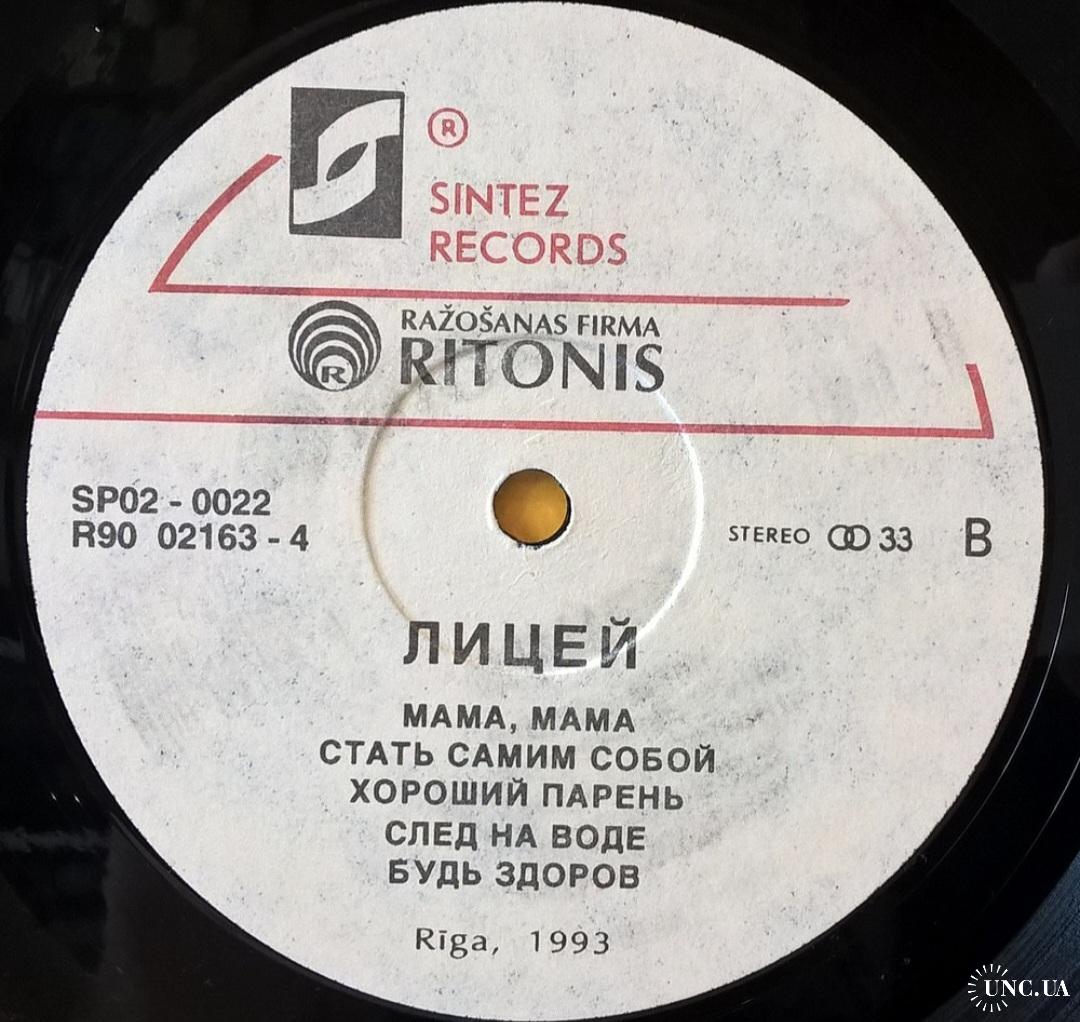 ®
SINTEZ
RECORDS
RAŽOŠANAS FIRMA
RITONIS
R
SP02 - 0022
R90 02163 - 4
STEREO 33 B
ЛИЦЕЙ
МАМА, МАМА
СТАТЬ САМИМ СОБОЙ
ХОРОШИЙ ПАРЕНЬ
СЛЕД НА ВОДЕ
БУДЬ ЗДОРОВ
Rīga, 1993
UNC.UA